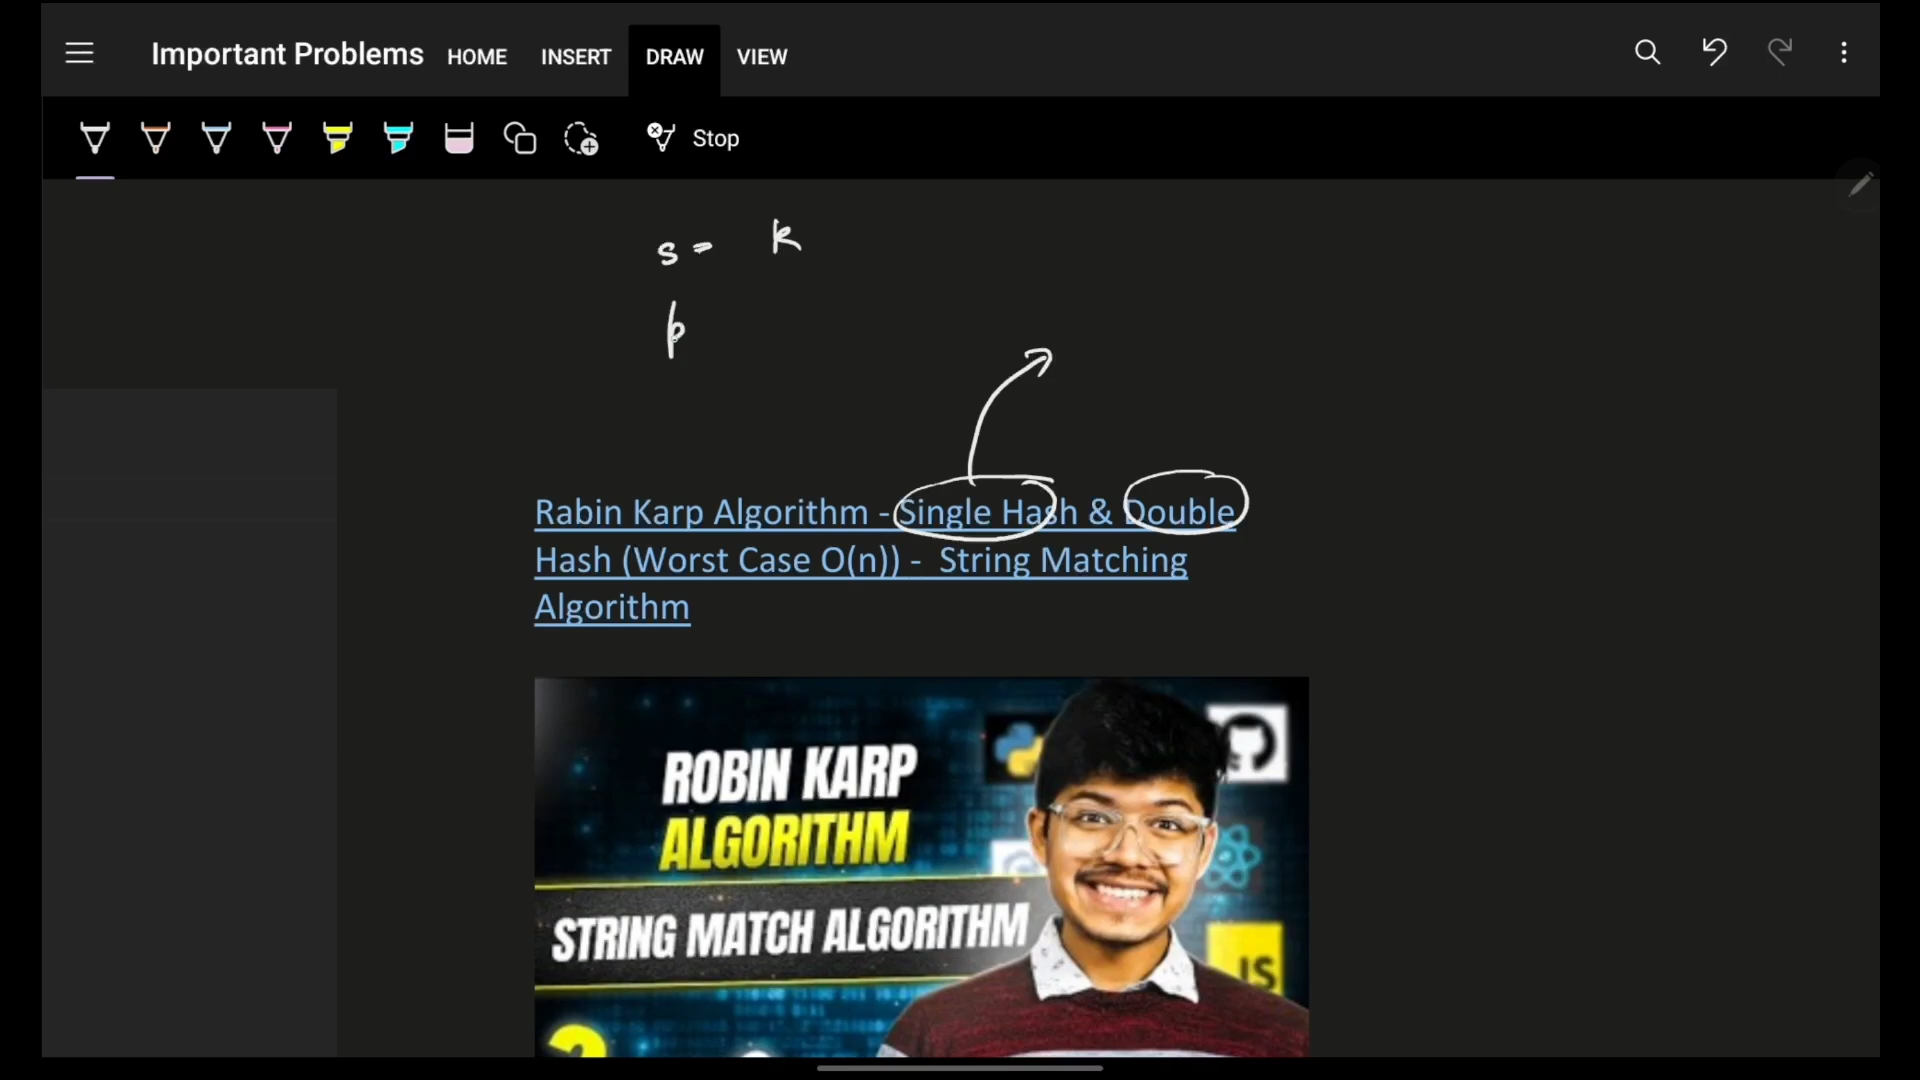 Important Problems HOME INSERT DRAW VIEW
Stop
s = k
p
Rabin Karp Algorithm - Single Hash & Double
Hash (Worst Case O(n)) - String Matching
Algorithm
ROBIN KARP
ALGORITHM
STRING MATCH ALGORITHM
JS